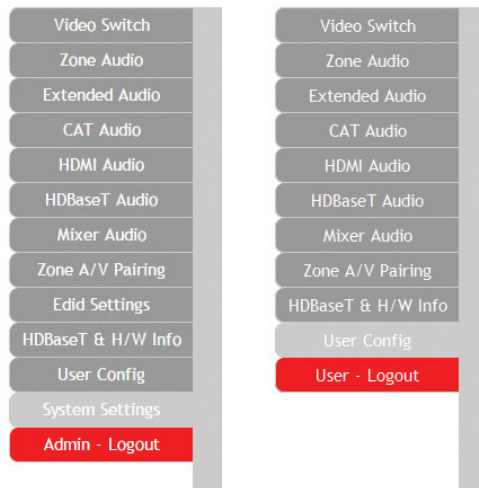 Video Switch
Zone Audio
Extended Audio
CAT Audio
HDMI Audio
HDBaseT Audio
Mixer Audio
Zone A/V Pairing
Edid Settings
HDBaseT & H/W Info
User Config
System Settings
Admin - Logout
Video Switch
Zone Audio
Extended Audio
CAT Audio
HDMI Audio
HDBaseT Audio
Mixer Audio
Zone A/V Pairing
HDBaseT & H/W Info
User Config
User - Logout